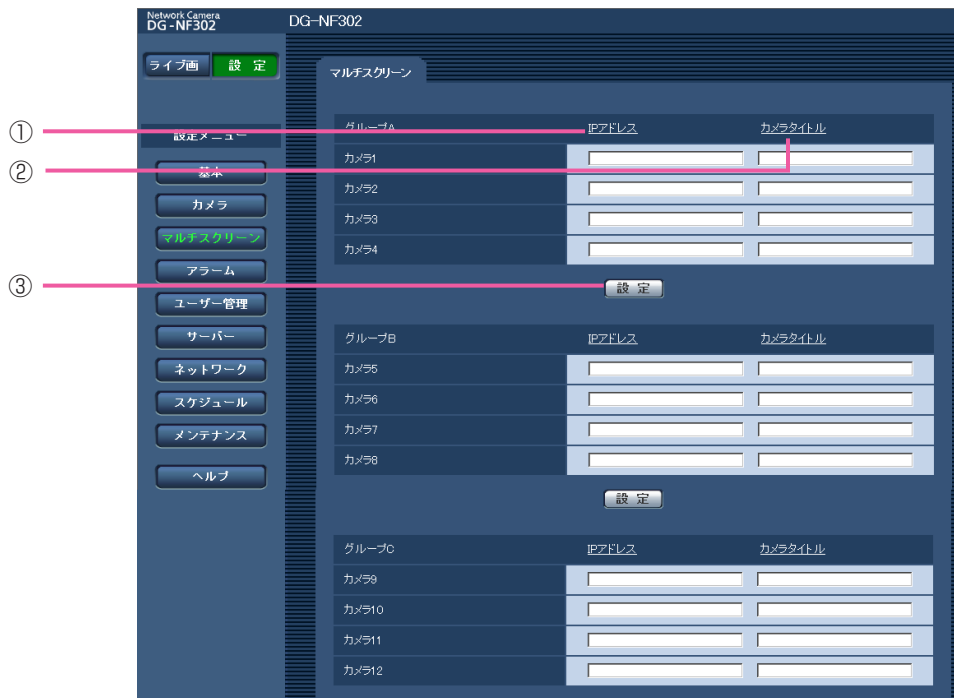 Network Camera
DG-NF302
DG-NF302
ライブ画 設 定
マルチスクリーン
① 設定メニュー
② 基本
カメラ
マルチスクリーン
③ アラーム
ユーザー管理
サーバー
ネットワーク
スケジュール
メンテナンス
ヘルプ
グループA IPアドレス カメラタイトル
カメラ1
カメラ2
カメラ3
カメラ4
設 定
グループB IPアドレス カメラタイトル
カメラ5
カメラ6
カメラ7
カメラ8
設 定
グループC IPアドレス カメラタイトル
カメラ9
カメラ10
カメラ11
カメラ12